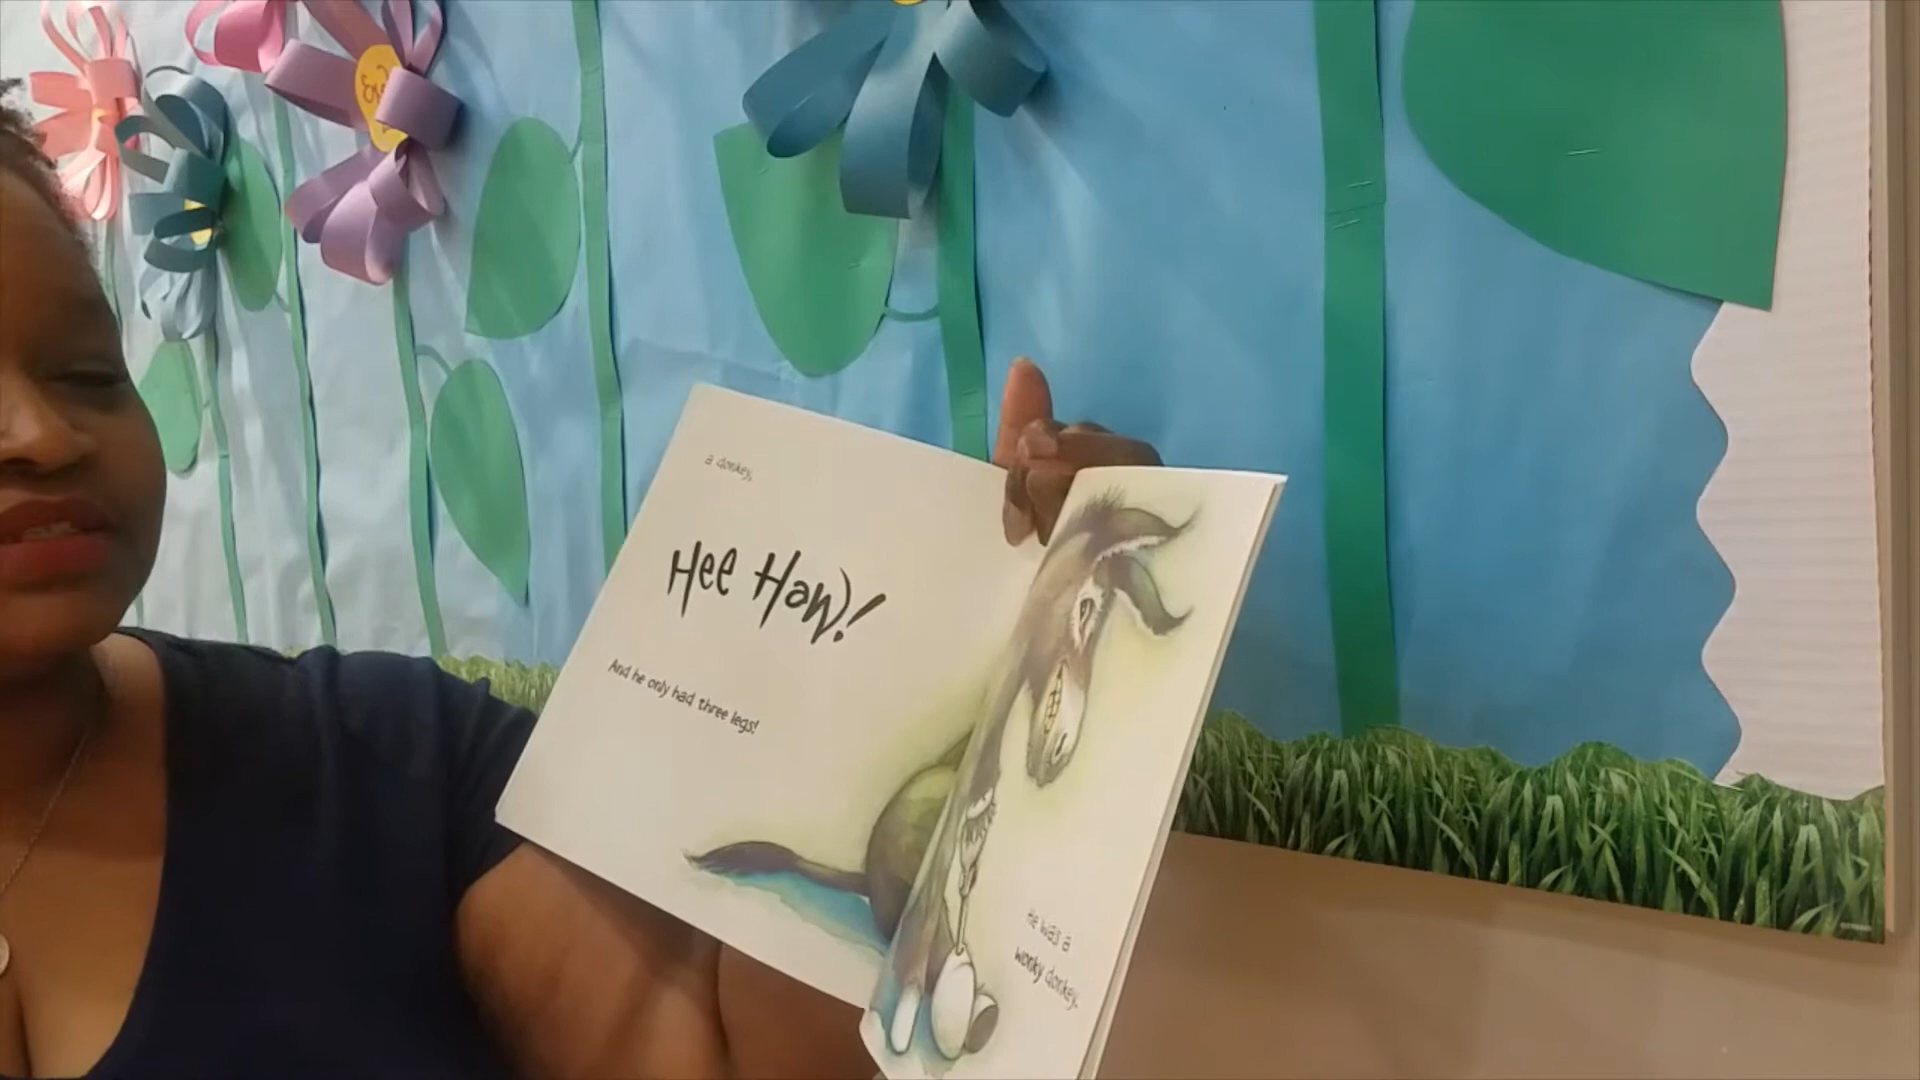 a donkey,
Hee Haw!
And he only had three legs!
He was a
wonky donkey.